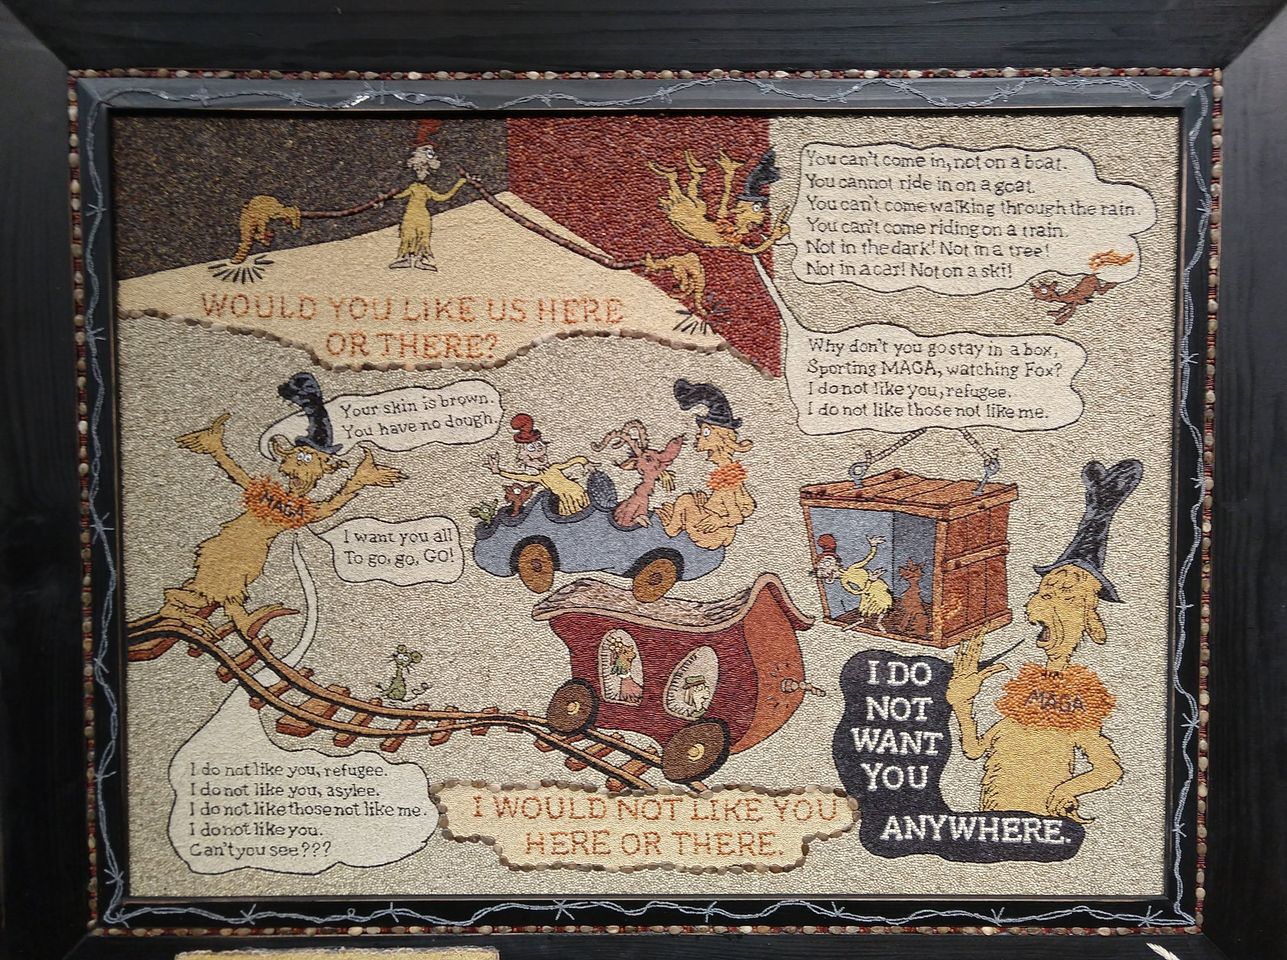 You can't come in, not on a boat.
You cannot ride in on a goat.
You can't come walking through the rain.
You can't come riding on a train.
Not in the dark! Not in a tree!
Not in a car! Not on a ski!
WOULD YOU LIKE US HERE
OR THERE?
Why don't you go stay in a box,
Sporting MAGA, watching Fox?
I do not like you, refugee.
I do not like those not like me.
Your skin is brown.
You have no dough.
MAGA
I want you all
To go, go, GO!
I DO
NOT
WANT
YOU
ANYWHERE.
MAGA
I do not like you, refugee.
I do not like you, asylee.
I do not like those not like me.
I do not like you.
Can't you see???
I WOULD NOT LIKE YOU
HERE OR THERE.